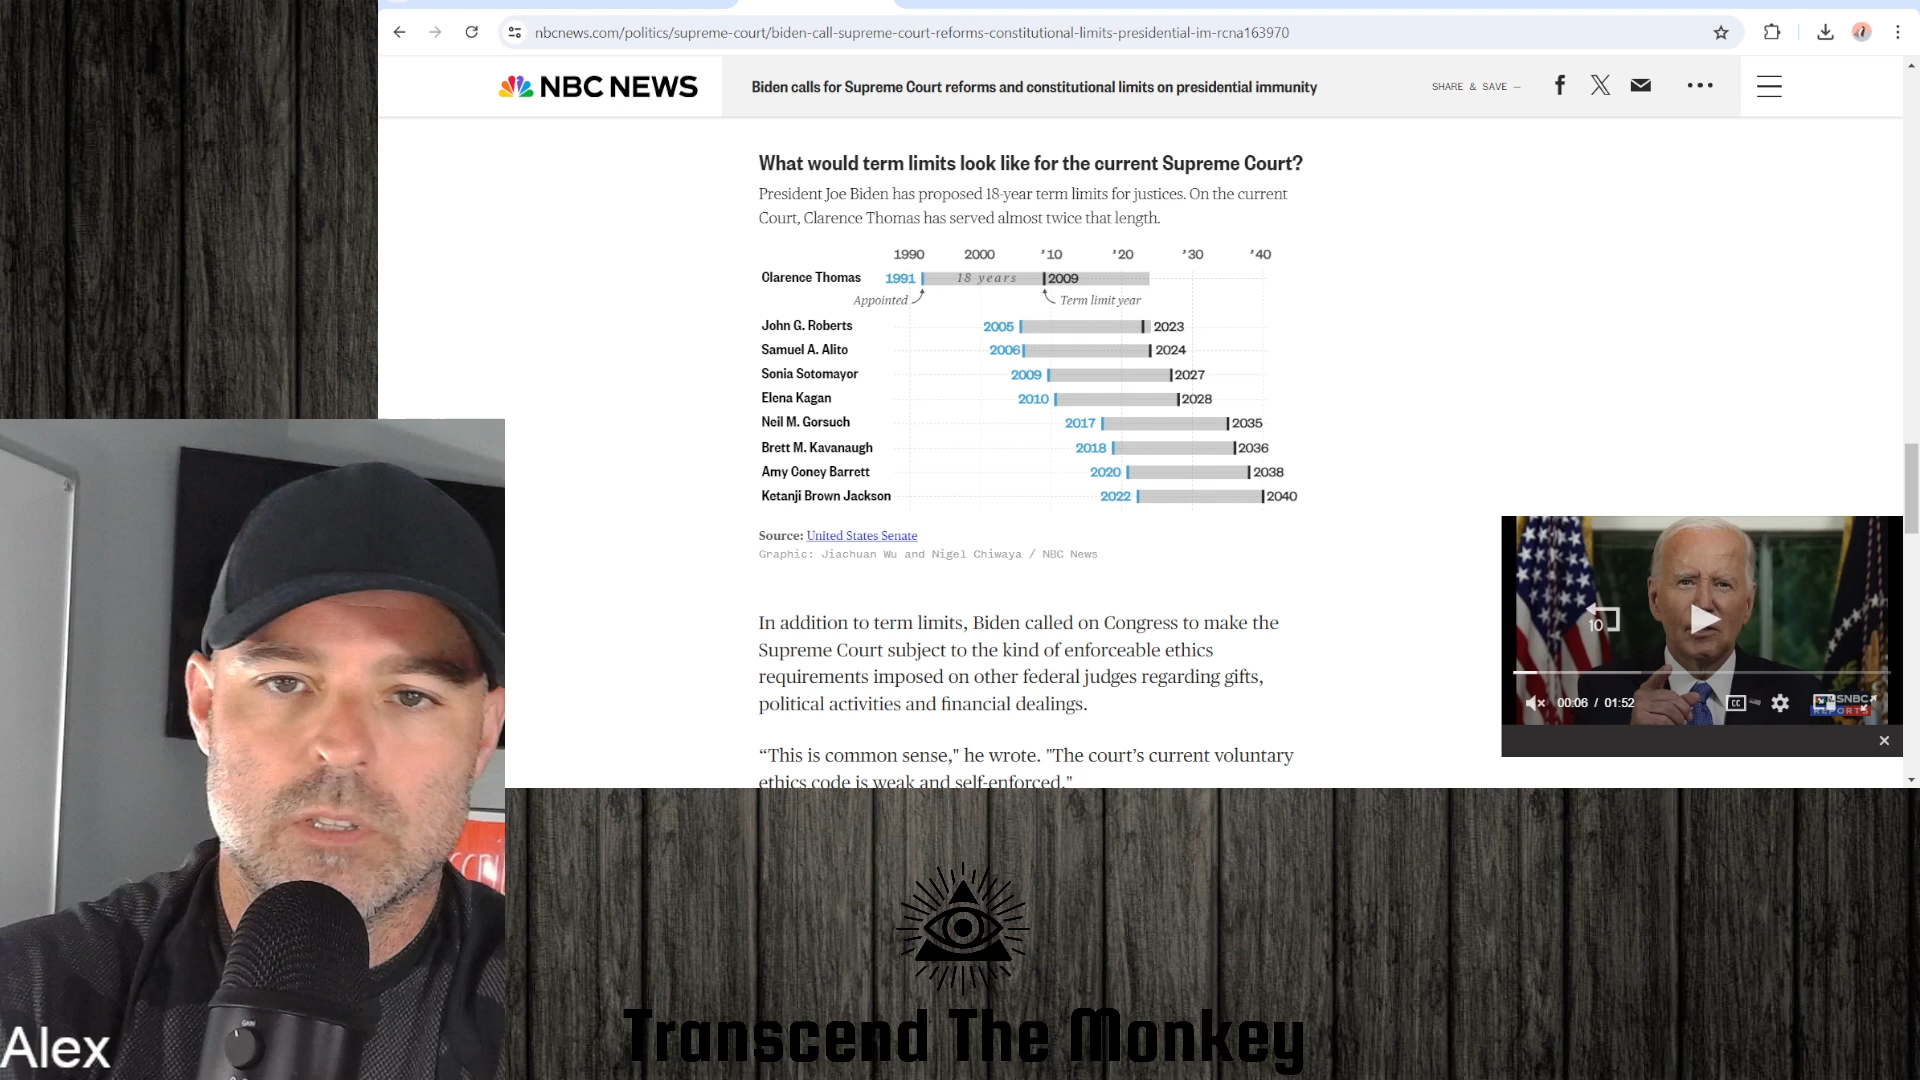 nbcnews.com/politics/supreme-court/biden-call-supreme-court-reforms-constitutional-limits-presidential-im-rcna163970
NBC NEWS
Biden calls for Supreme Court reforms and constitutional limits on presidential immunity
SHARE & SAVE —
What would term limits look like for the current Supreme Court?
President Joe Biden has proposed 18-year term limits for justices. On the current
Court, Clarence Thomas has served almost twice that length.
1990 2000 '10 '20 '30 '40
Clarence Thomas 1991 18 years 2009
Appointed Term limit year
John G. Roberts 2005 2023
Samuel A. Alito 2006 2024
Sonia Sotomayor 2009 2027
Elena Kagan 2010 2028
Neil M. Gorsuch 2017 2035
Brett M. Kavanaugh 2018 2036
Amy Coney Barrett 2020 2038
Ketanji Brown Jackson 2022 2040
Source: United States Senate
Graphic: Jiachuan Wu and Nigel Chiwaya / NBC News
In addition to term limits, Biden called on Congress to make the
Supreme Court subject to the kind of enforceable ethics
requirements imposed on other federal judges regarding gifts,
political activities and financial dealings.
“This is common sense," he wrote. "The court’s current voluntary
ethics code is weak and self-enforced."
10
00:06 / 01:52
CC
SNBC
REPORTS
GAIN
Alex
Transcend The Monkey